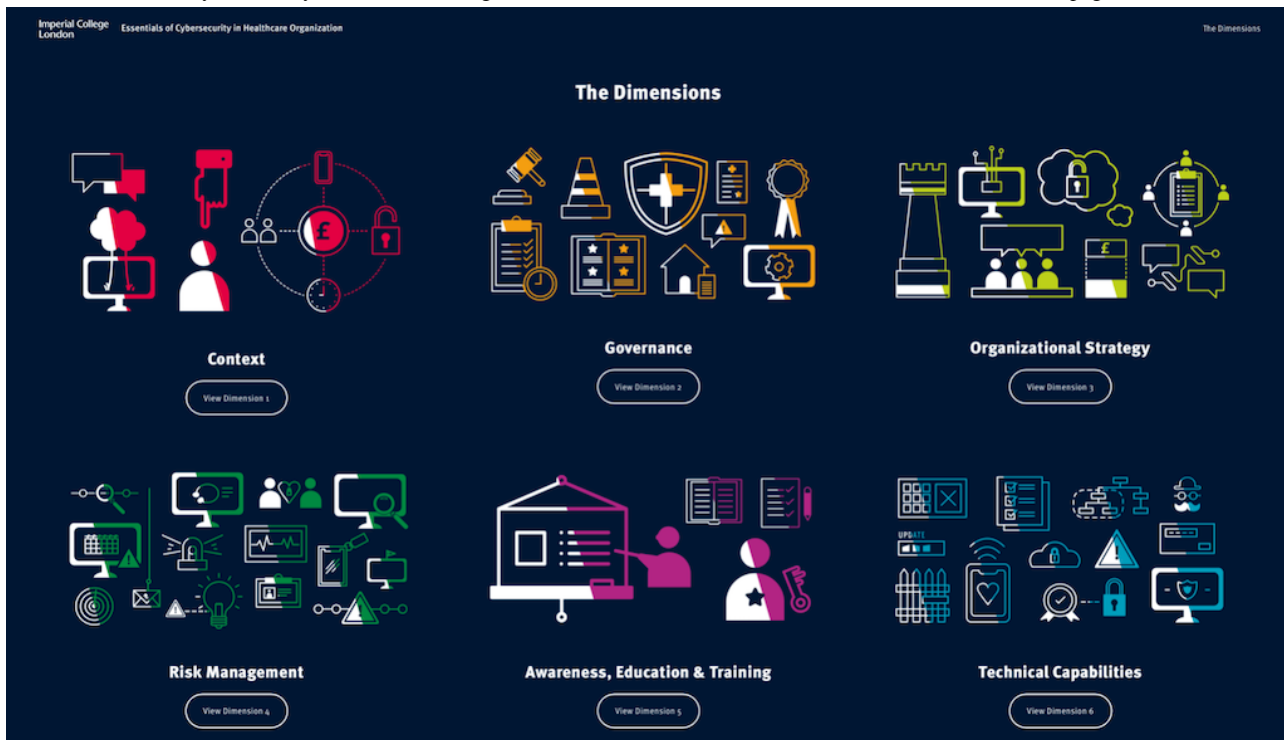 Imperial College
London
Essentials of Cybersecurity in Healthcare Organization
The Dimensions
The Dimensions
£
£
Context
View Dimension 1
Governance
View Dimension 2
Organizational Strategy
View Dimension 3
UPDATE
Risk Management
View Dimension 4
Awareness, Education & Training
View Dimension 5
Technical Capabilities
View Dimension 6